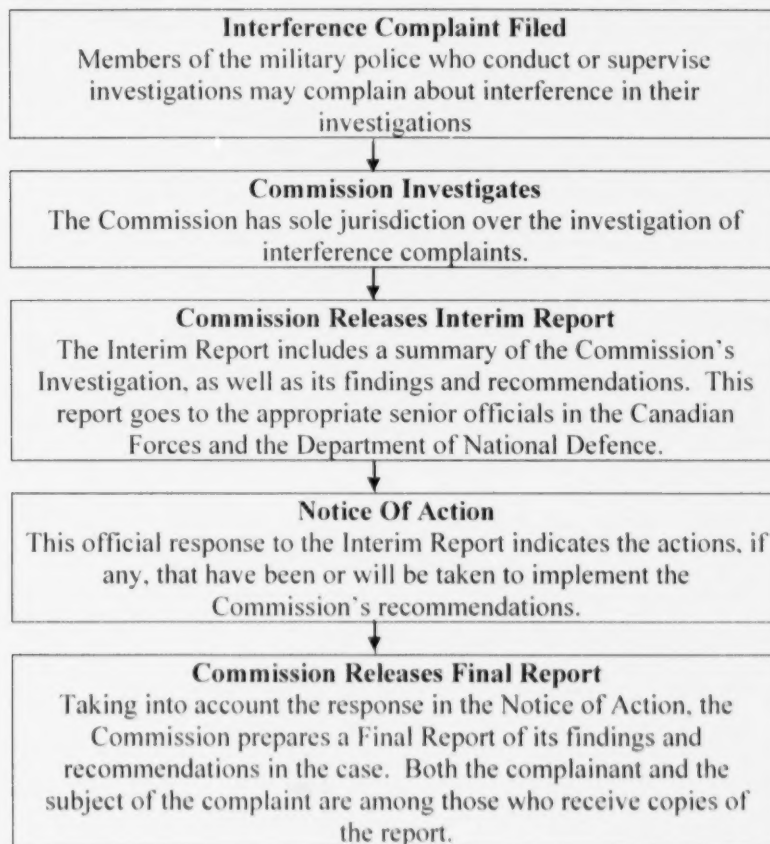 Interference Complaint Filed
Members of the military police who conduct or supervise
investigations may complain about interference in their
investigations
Commission Investigates
The Commission has sole jurisdiction over the investigation of
interference complaints.
Commission Releases Interim Report
The Interim Report includes a summary of the Commission's
Investigation, as well as its findings and recommendations. This
report goes to the appropriate senior officials in the Canadian
Forces and the Department of National Defence.
Notice Of Action
This official response to the Interim Report indicates the actions, if
any, that have been or will be taken to implement the
Commission's recommendations.
Commission Releases Final Report
Taking into account the response in the Notice of Action, the
Commission prepares a Final Report of its findings and
recommendations in the case. Both the complainant and the
subject of the complaint are among those who receive copies of
the report.